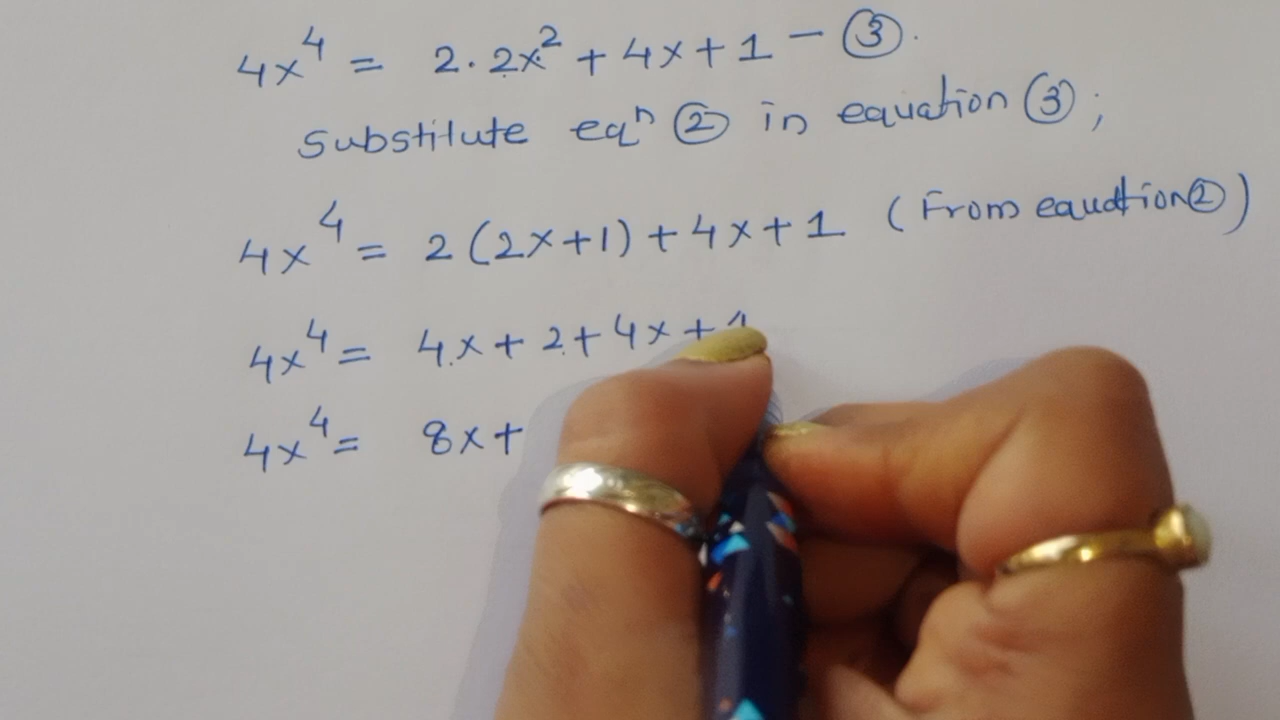 4x⁴ = 2·2x² + 4x + 1 – ③.
Substitute eqⁿ ② in equation ③;
4x⁴ = 2(2x+1) + 4x + 1 (From equation②)
4x⁴ = 4x + 2 + 4x + 1
4x⁴ = 8x +